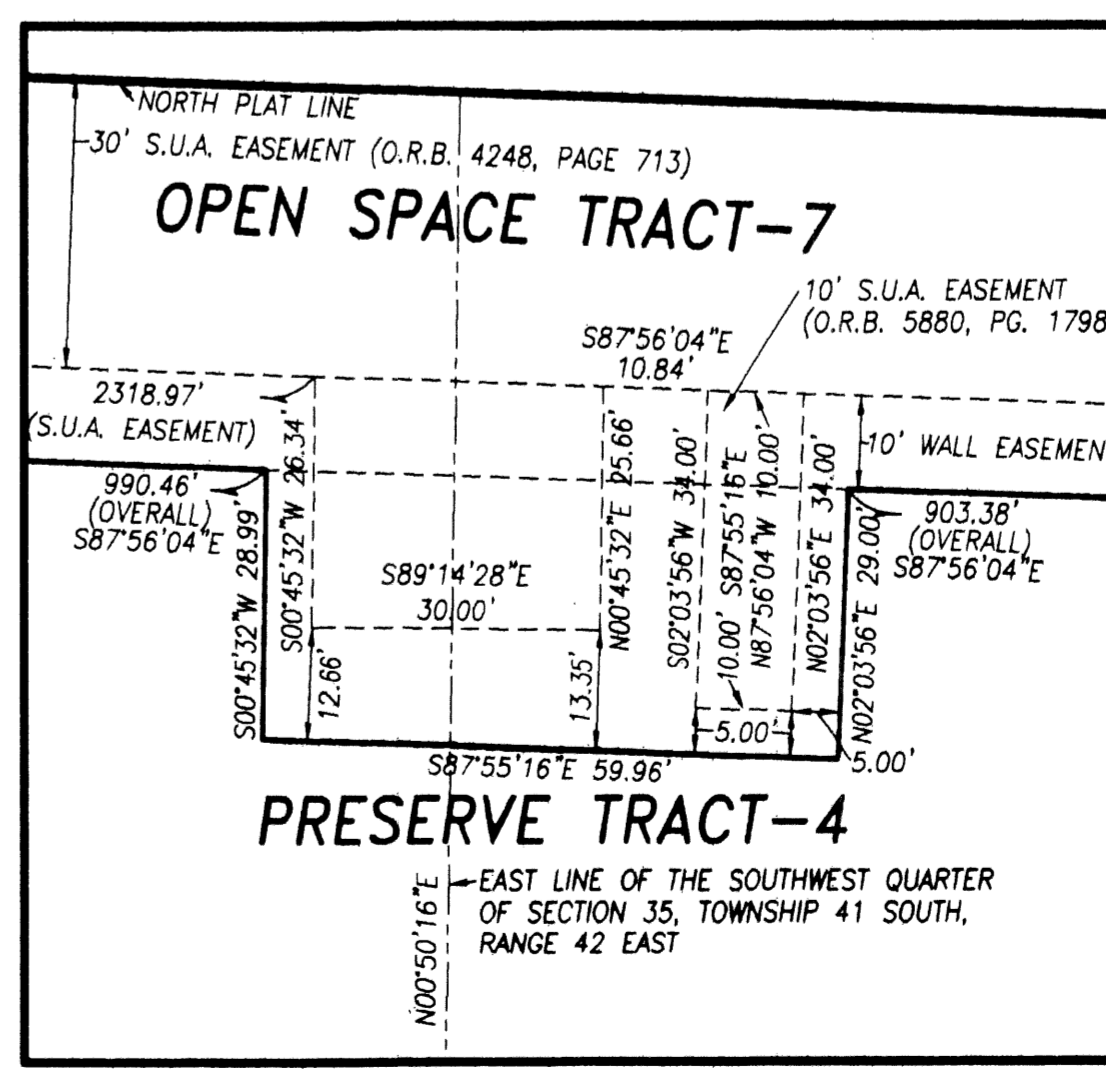 NORTH PLAT LINE
30' S.U.A. EASEMENT (O.R.B. 4248, PAGE 713)
OPEN SPACE TRACT-7
10' S.U.A. EASEMENT
(O.R.B. 5880, PG. 1798
S87°56'04"E
10.84'
2318.97'
(S.U.A. EASEMENT)
10' WALL EASEMEN
990.46'
(OVERALL)
S87°56'04"E
S00°45'32"W 28.99'
S00°45'32"W 26.34'
S89°14'28"E
30.00'
12.66'
13.35'
N00°45'32"E 25.66'
S02°03'56"W 34.00'
10.00' S87°55'16"E
N87°56'04"W 10.00'
N02°03'56"E 34.00'
N02°03'56"E 29.00'
903.38'
(OVERALL)
S87°56'04"E
5.00'
5.00'
S87°55'16"E 59.96'
PRESERVE TRACT-4
N00°50'16"E
EAST LINE OF THE SOUTHWEST QUARTER
OF SECTION 35, TOWNSHIP 41 SOUTH,
RANGE 42 EAST